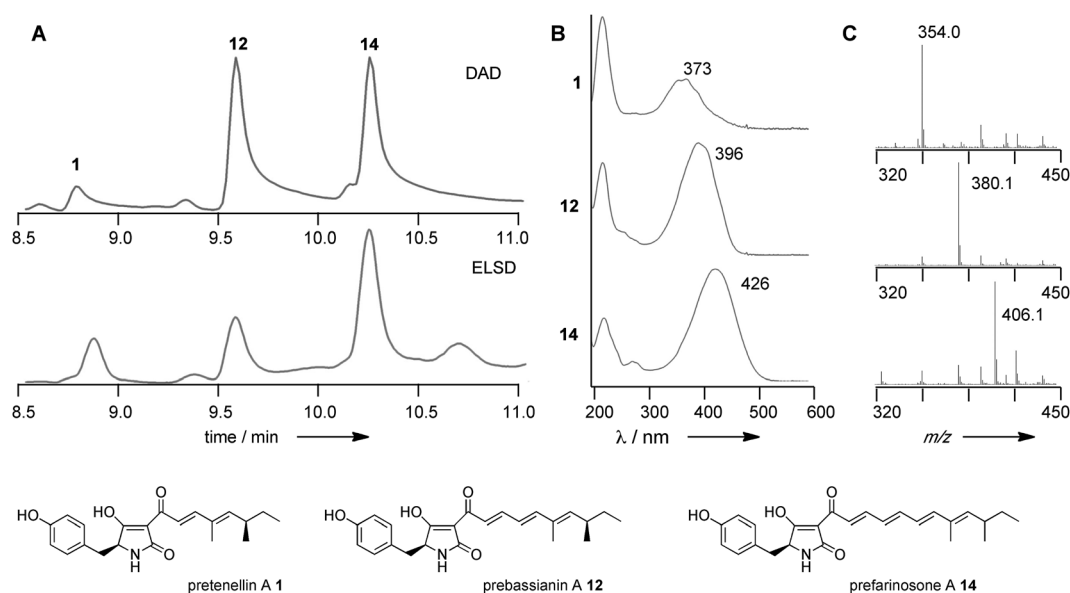 A
B
C
12
14
1
DAD
8.5 9.0 9.5 10.0 10.5 11.0
ELSD
8.5 9.0 9.5 10.0 10.5 11.0
time / min
1
373
12
396
14
426
200 300 400 500 600
λ / nm
354.0
320 450
380.1
320 450
406.1
320 450
m/z
HO
HO
O
N
H
O
pretenellin A 1
HO
HO
O
N
H
O
prebassianin A 12
HO
HO
O
N
H
O
prefarinosone A 14